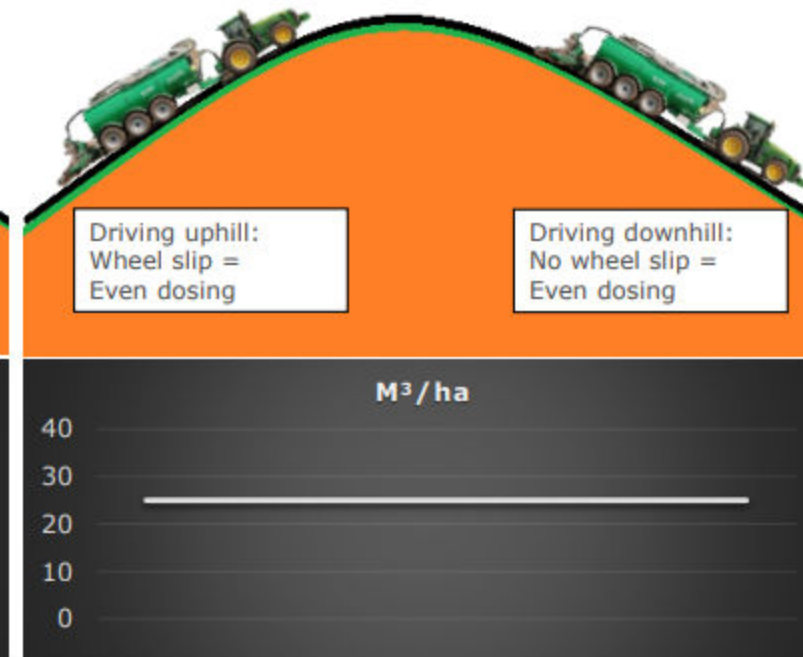 Driving uphill:
Wheel slip =
Even dosing
Driving downhill:
No wheel slip =
Even dosing
M³/ha
40
30
20
10
0